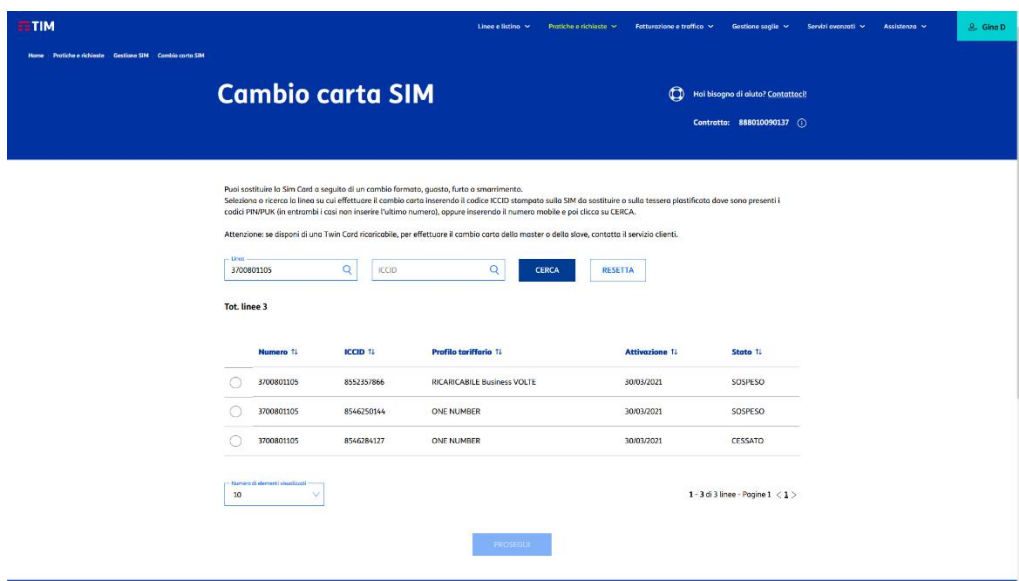 TIM
Linee e listino
Pratiche e richieste
Fatturazione e traffico
Gestione soglie
Servizi avanzati
Assistenza
Gina D
Home Pratiche e richieste Gestione SIM Cambio carta SIM
Cambio carta SIM
Hai bisogno di aiuto? Contattaci!
Contratto: 888010090137
Puoi sostituire la Sim Card a seguito di un cambio formato, guasto, furto o smarrimento.
Seleziona o ricerca la linea su cui effettuare il cambio carta inserendo il codice ICCID stampato sulla SIM da sostituire o sulla tessera plastificata dove sono presenti i
codici PIN/PUK (in entrambi i casi non inserire l'ultimo numero), oppure inserendo il numero mobile e poi clicca su CERCA.
Attenzione: se disponi di una Twin Card ricaricabile, per effettuare il cambio carta della master o della slave, contatta il servizio clienti.
Linea
3700801105
ICCID
CERCA
RESETTA
Tot. linee 3
Numero ICCID Profilo tariffario Attivazione Stato
3700801105 8552357866 RICARICABILE Business VOLTE 30/03/2021 SOSPESO
3700801105 8546250144 ONE NUMBER 30/03/2021 SOSPESO
3700801105 8546284127 ONE NUMBER 30/03/2021 CESSATO
Numero di elementi visualizzati
10
1 - 3 di 3 linee - Pagine 1 < 1 >
PROSEGUI